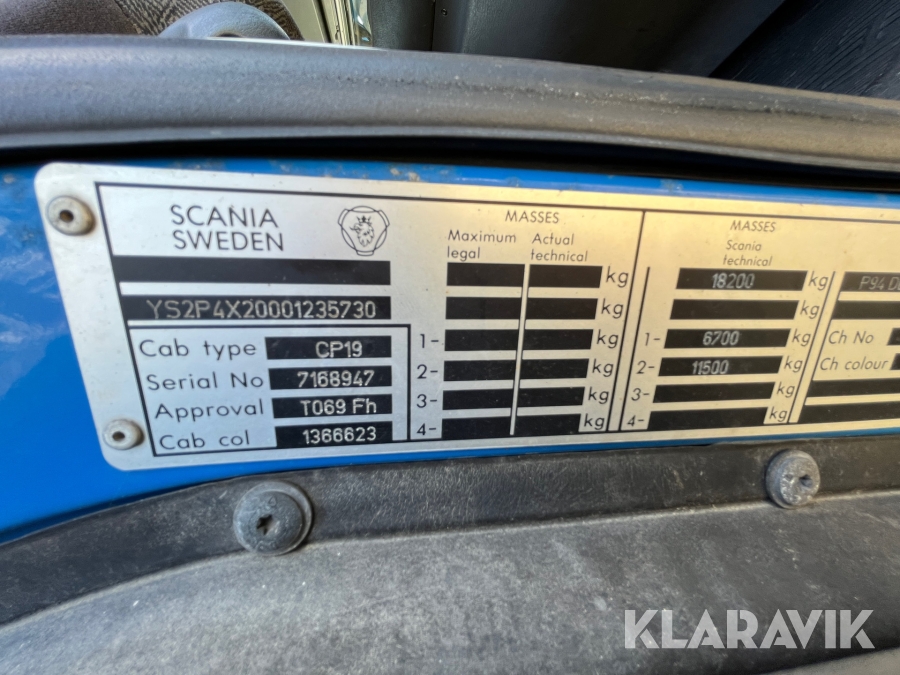 SCANIA
SWEDEN
YS2P4X20001235730
Cab type CP19
Serial No 7168947
Approval T069 Fh
Cab col 1366623
MASSES
Maximum legal
Actual technical
kg
kg
1- kg
2- kg
3- kg
4- kg
MASSES
Scania technical
18200 kg
kg
1- 6700 kg
2- 11500 kg
3- kg
4- kg
P94
Ch No
Ch colour
KLARAVIK